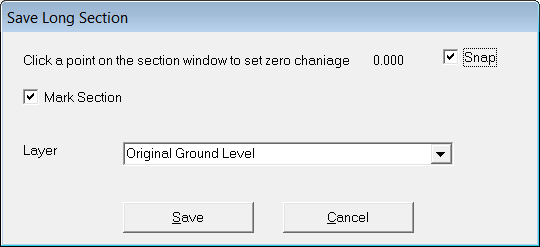 Save Long Section
Click a point on the section window to set zero chaniage 0.000 Snap
Mark Section
Layer Original Ground Level
Save Cancel